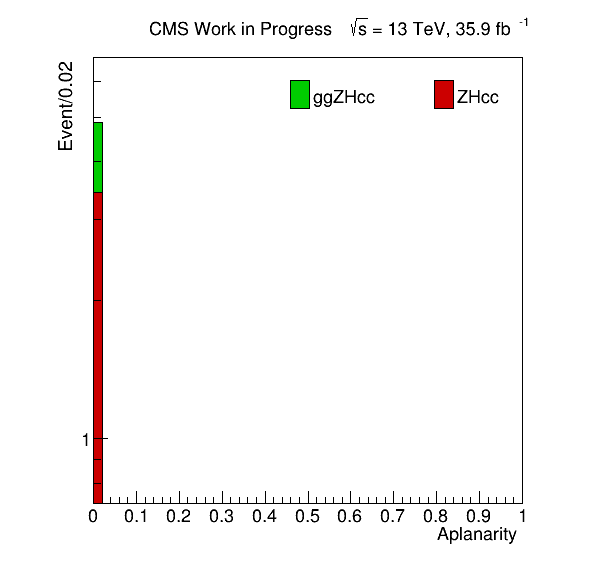 CMS Work in Progress √s = 13 TeV, 35.9 fb -1
Event/0.02
ggZHcc ZHcc
1
0 0.1 0.2 0.3 0.4 0.5 0.6 0.7 0.8 0.9 1
Aplanarity